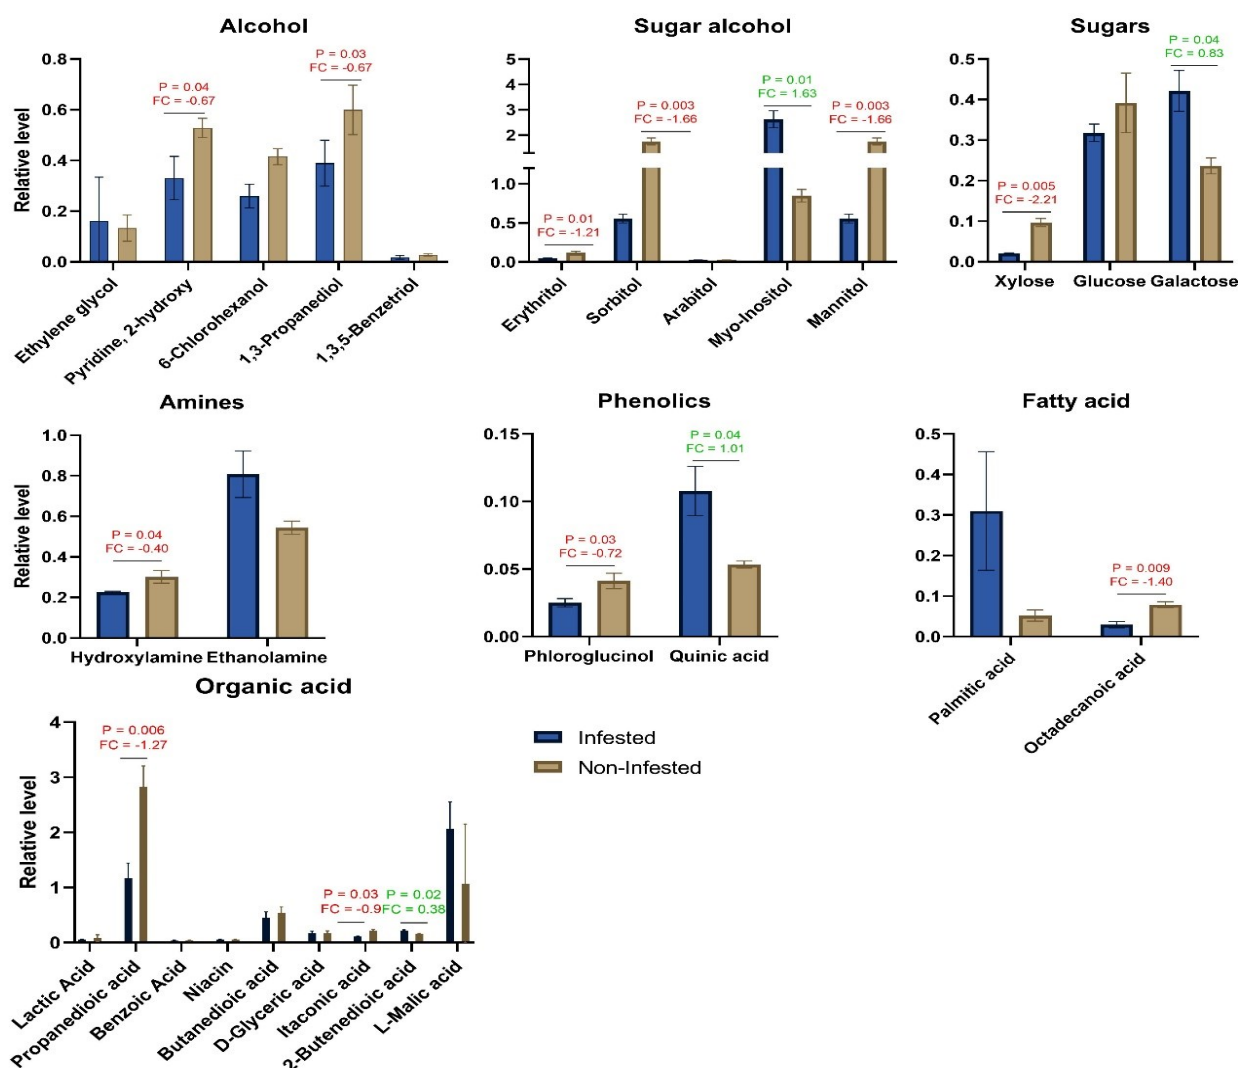 Alcohol
Relative level
0.8
0.6
0.4
0.2
0.0
P = 0.04
FC = -0.67
P = 0.03
FC = -0.67
Ethylene glycol
Pyridine, 2-hydroxy
6-Chlorohexanol
1,3-Propanediol
1,3,5-Benzetriol
Sugar alcohol
5
4
3
2
1.0
0.5
0.0
P = 0.01
FC = -1.21
P = 0.003
FC = -1.66
P = 0.01
FC = 1.63
P = 0.003
FC = -1.66
Erythritol
Sorbitol
Arabitol
Myo-Inositol
Mannitol
Sugars
0.5
0.4
0.3
0.2
0.1
0.0
P = 0.005
FC = -2.21
P = 0.04
FC = 0.83
Xylose
Glucose
Galactose
Amines
Relative level
1.0
0.8
0.6
0.4
0.2
0.0
P = 0.04
FC = -0.40
Hydroxylamine
Ethanolamine
Phenolics
0.15
0.10
0.05
0.00
P = 0.03
FC = -0.72
P = 0.04
FC = 1.01
Phloroglucinol
Quinic acid
Fatty acid
0.5
0.4
0.3
0.2
0.1
0.0
P = 0.009
FC = -1.40
Palmitic acid
Octadecanoic acid
Organic acid
Relative level
4
3
2
1
0
P = 0.006
FC = -1.27
P = 0.03
FC = -0.9
P = 0.02
FC = 0.38
Lactic Acid
Propanedioic acid
Benzoic Acid
Niacin
Butanedioic acid
D-Glyceric acid
Itaconic acid
2-Butenedioic acid
L-Malic acid
Infested
Non-Infested